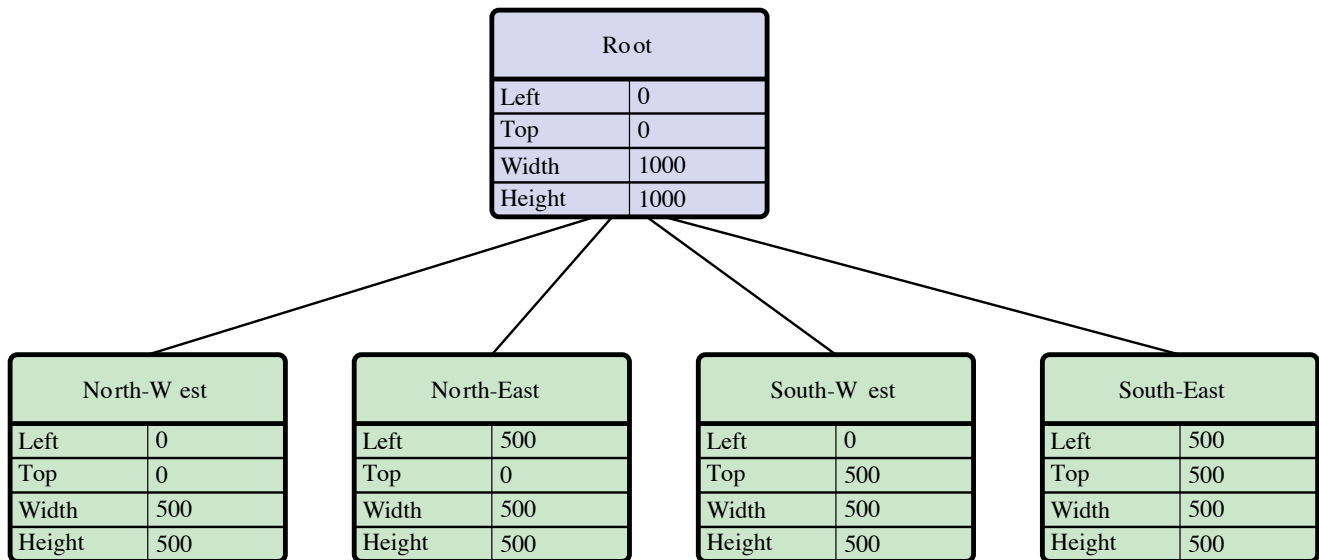 Root
Left 0
Top 0
Width 1000
Height 1000
North-W est
Left 0
Top 0
Width 500
Height 500
North-East
Left 500
Top 0
Width 500
Height 500
South-W est
Left 0
Top 500
Width 500
Height 500
South-East
Left 500
Top 500
Width 500
Height 500